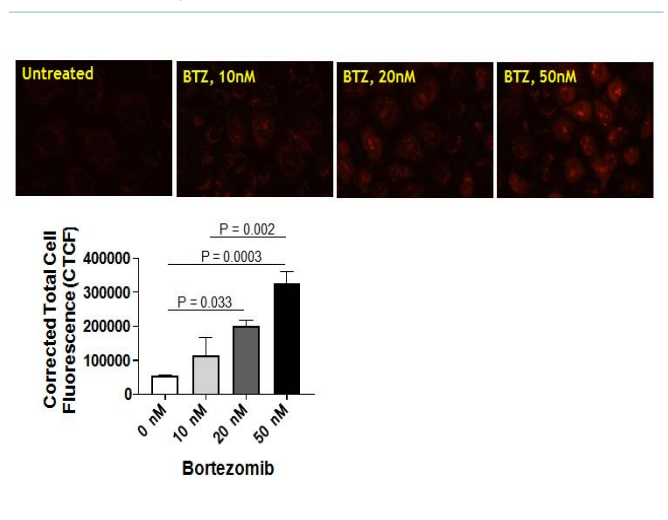 Untreated
BTZ, 10nM
BTZ, 20nM
BTZ, 50nM
P = 0.002
P = 0.0003
P = 0.033
Corrected Total Cell
Fluorescence (CTCF)
400000
300000
200000
100000
0
0 nM
10 nM
20 nM
50 nM
Bortezomib